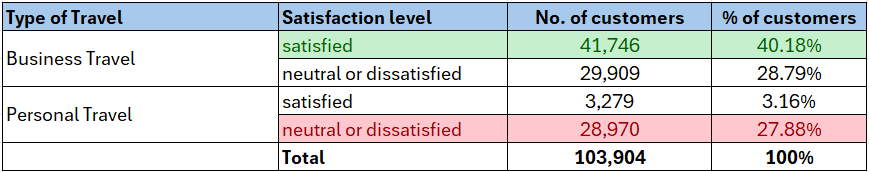 Type of Travel Satisfaction level No. of customers % of customers
Business Travel satisfied 41,746 40.18%
neutral or dissatisfied 29,909 28.79%
Personal Travel satisfied 3,279 3.16%
neutral or dissatisfied 28,970 27.88%
Total 103,904 100%